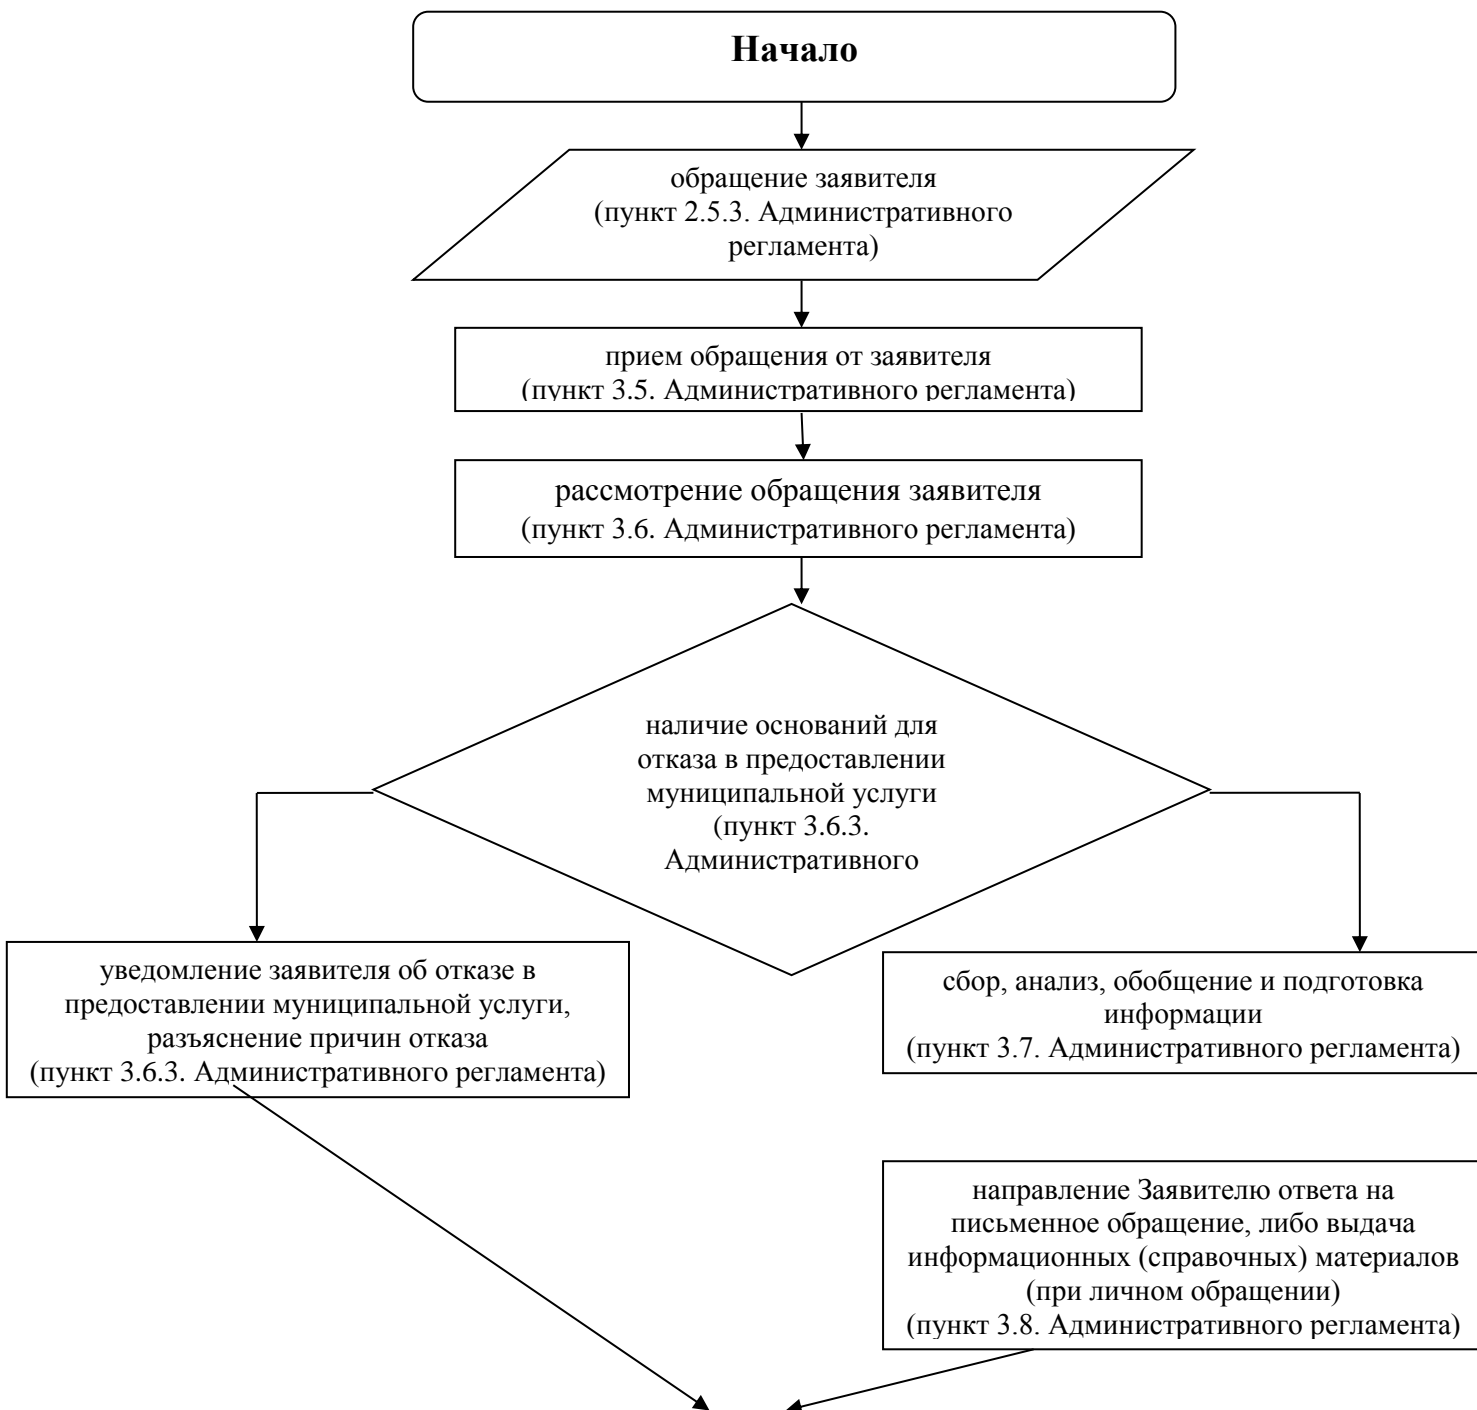 Начало
обращение заявителя
(пункт 2.5.3. Административного
регламента)
прием обращения от заявителя
(пункт 3.5. Административного регламента)
рассмотрение обращения заявителя
(пункт 3.6. Административного регламента)
наличие оснований для
отказа в предоставлении
муниципальной услуги
(пункт 3.6.3.
Административного
уведомление заявителя об отказе в
предоставлении муниципальной услуги,
разъяснение причин отказа
(пункт 3.6.3. Административного регламента)
сбор, анализ, обобщение и подготовка
информации
(пункт 3.7. Административного регламента)
направление Заявителю ответа на
письменное обращение, либо выдача
информационных (справочных) материалов
(при личном обращении)
(пункт 3.8. Административного регламента)